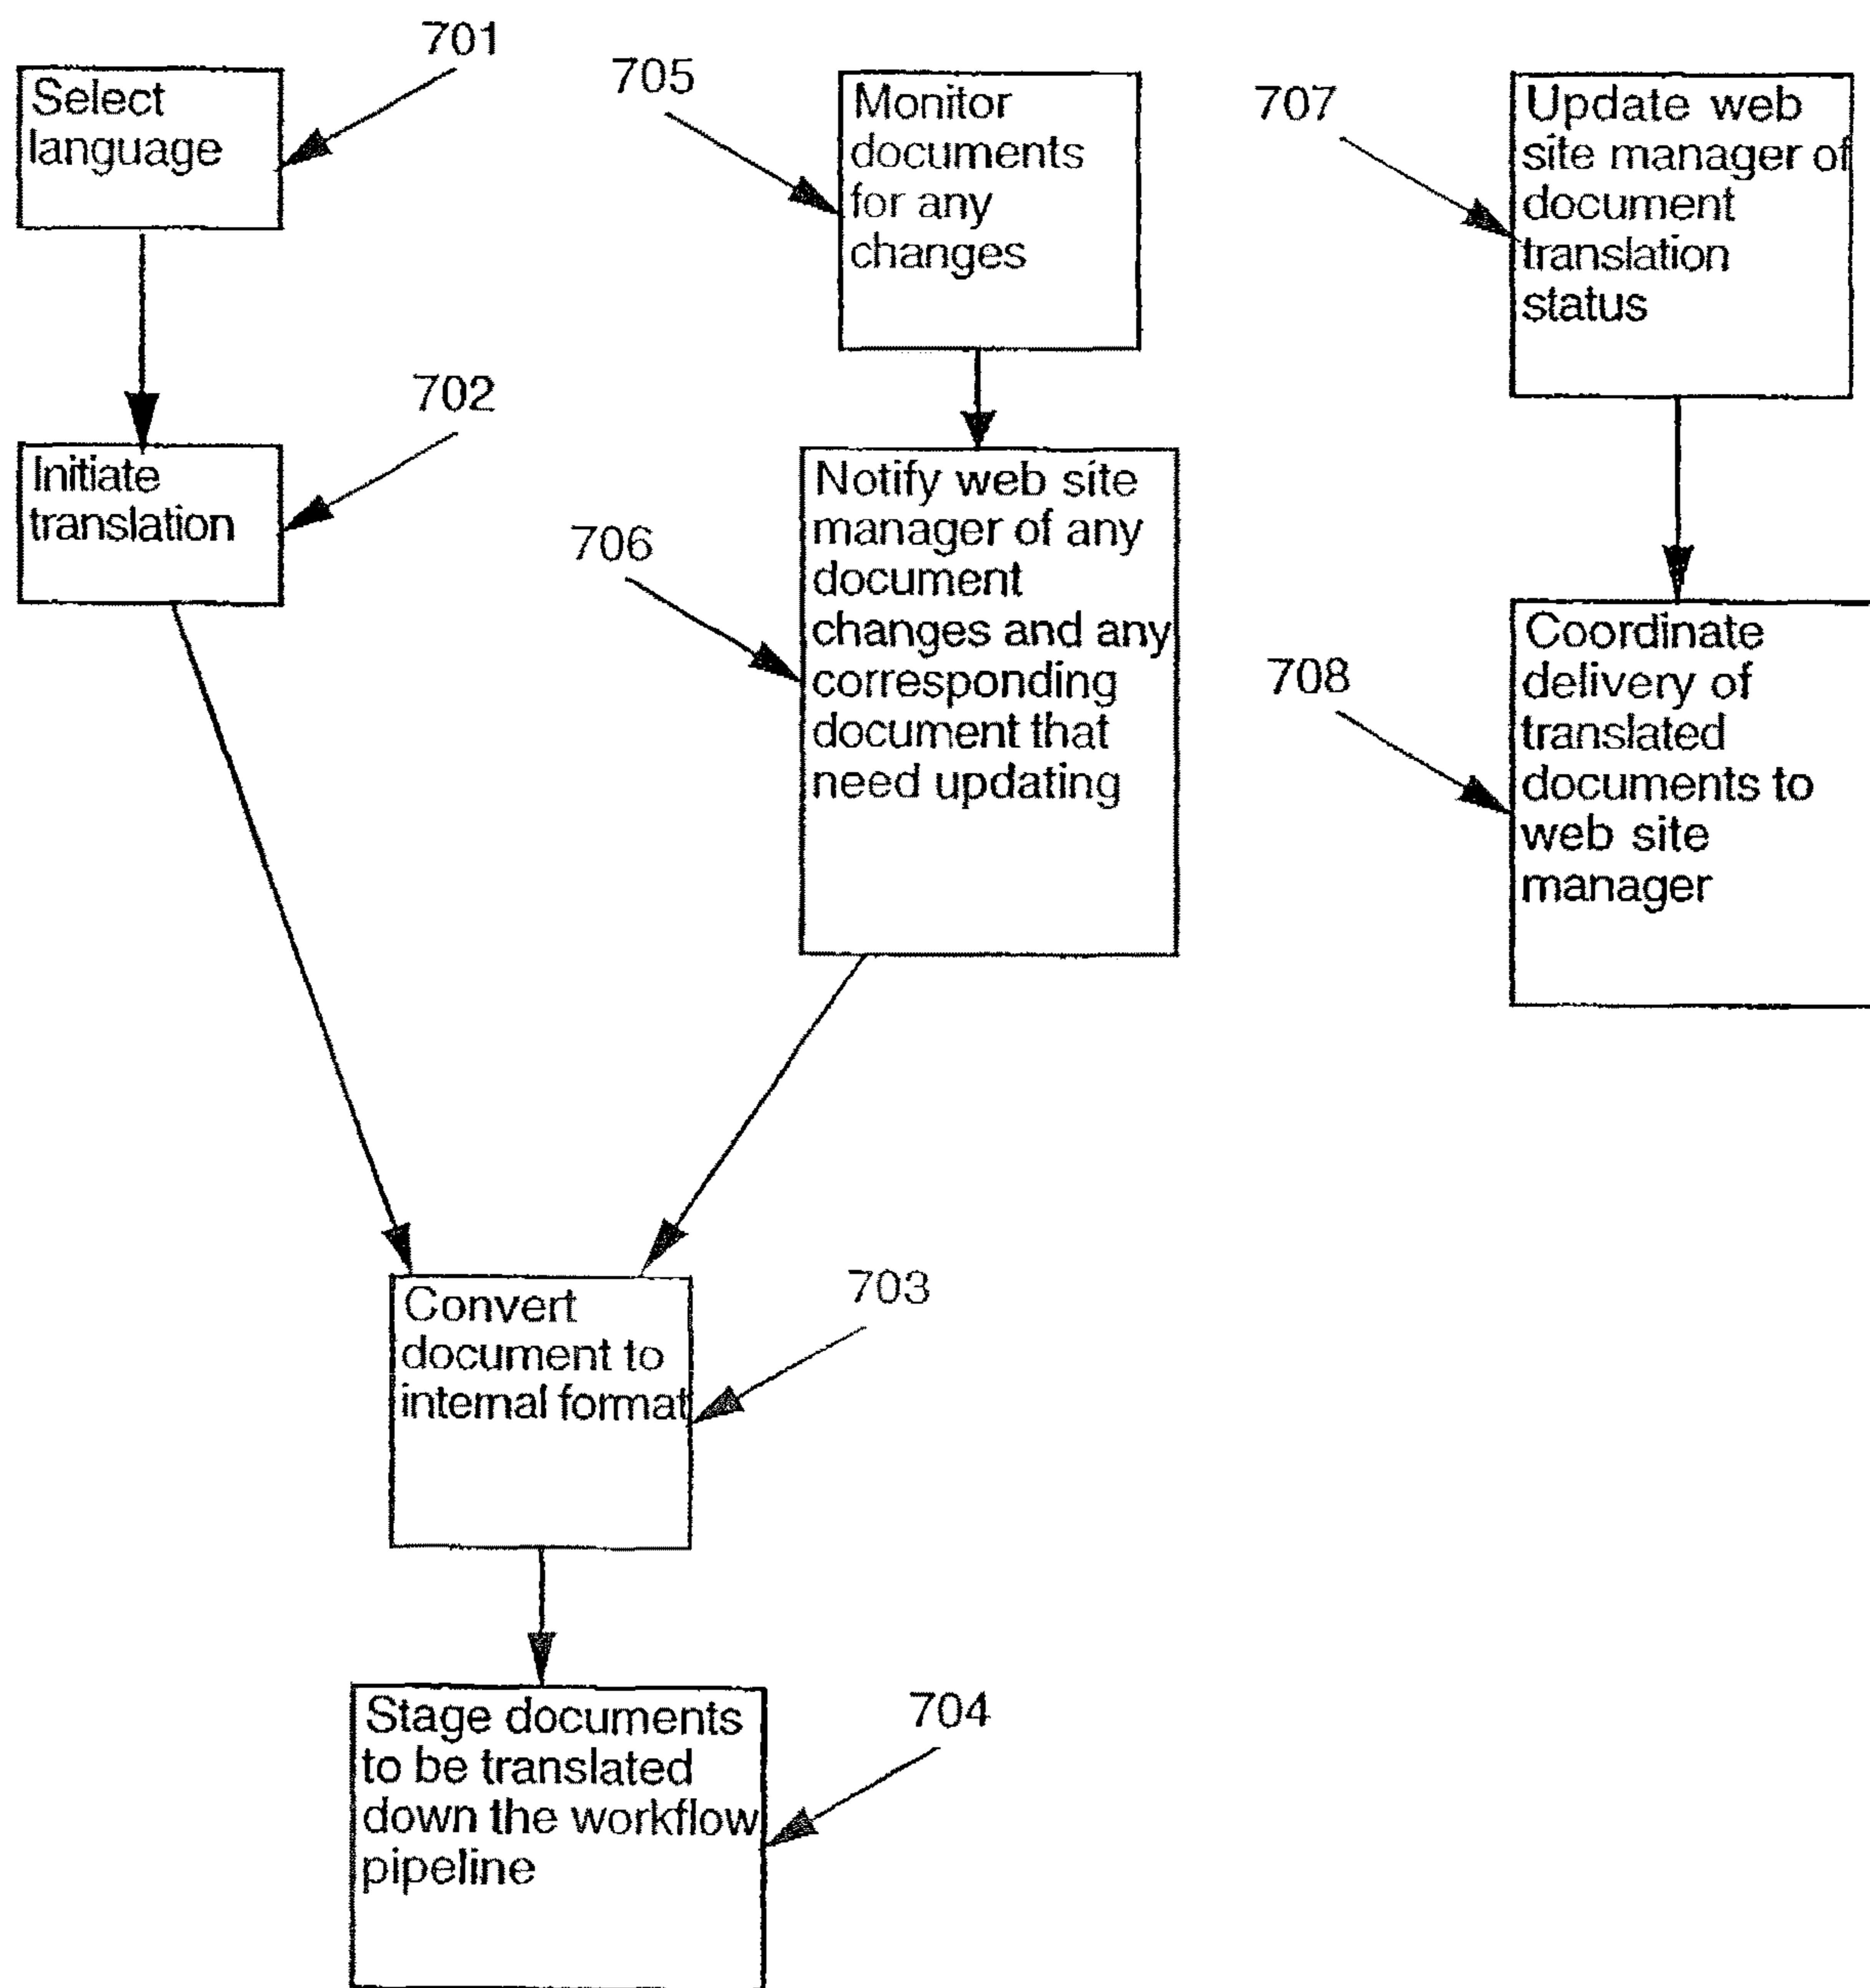 701
Select
language
702
Initiate
translation
705
Monitor
documents
for any
changes
706
Notify web site
manager of any
document
changes and any
corresponding
document that
need updating
707
Update web
site manager of
document
translation
status
708
Coordinate
delivery of
translated
documents to
web site
manager
703
Convert
document to
internal format
704
Stage documents
to be translated
down the workflow
pipeline